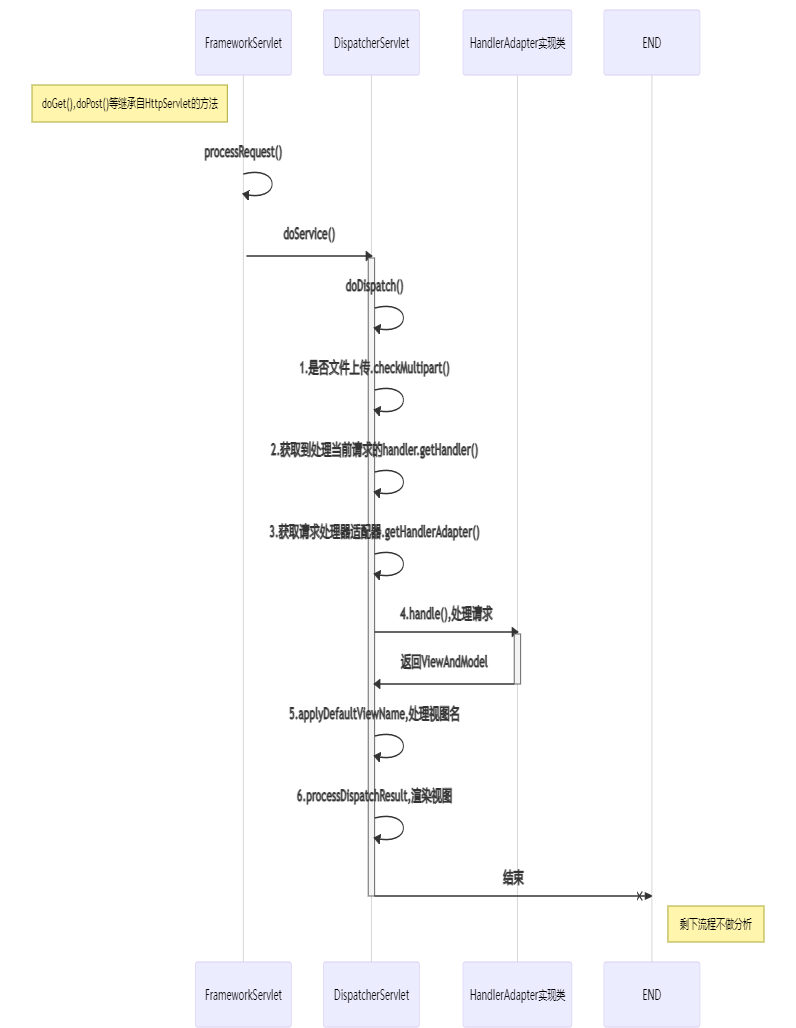 FrameworkServlet
DispatcherServlet
HandlerAdapter实现类
END
doGet(),doPost()等继承自HttpServlet的方法
processRequest()
doService()
doDispatch()
1.是否文件上传.checkMultipart()
2.获取到处理当前请求的handler.getHandler()
3.获取请求处理器适配器.getHandlerAdapter()
4.handle(),处理请求
返回ViewAndModel
5.applyDefaultViewName,处理视图名
6.processDispatchResult,渲染视图
结束
剩下流程不做分析
FrameworkServlet
DispatcherServlet
HandlerAdapter实现类
END